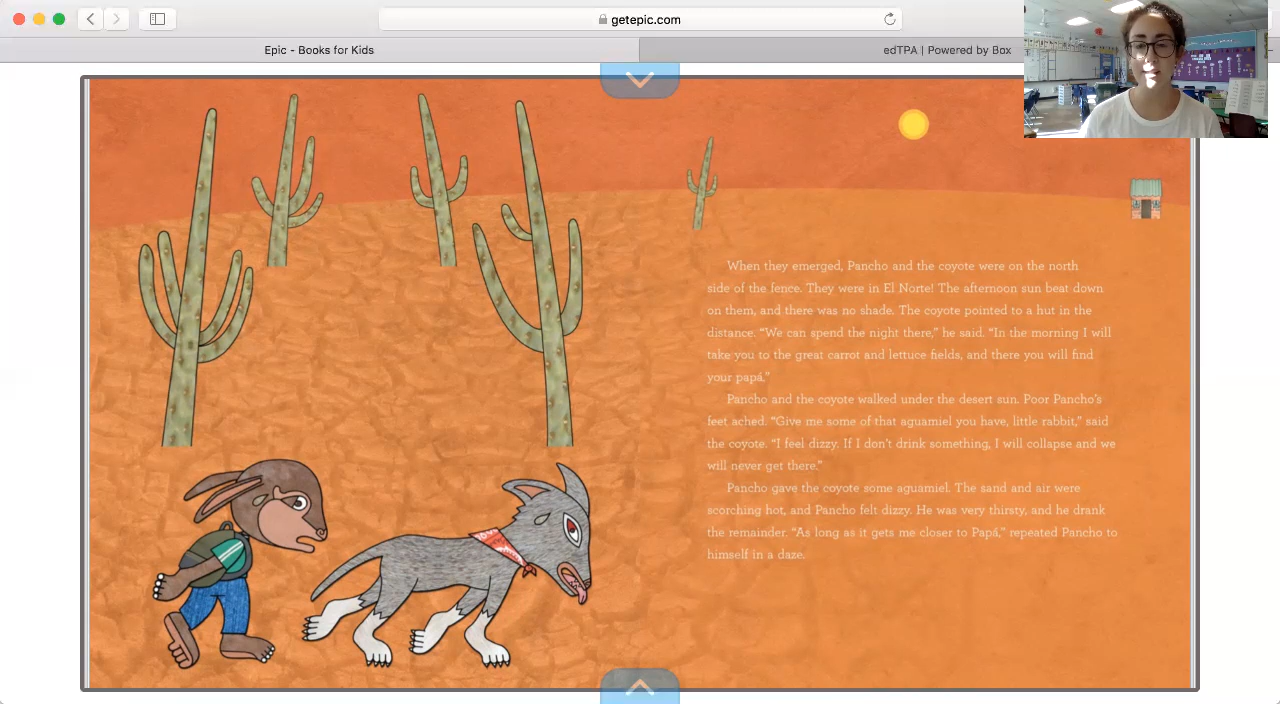 getepic.com
Epic - Books for Kids
edTPA | Powered by Box
When they emerged, Pancho and the coyote were on the north
side of the fence. They were in El Norte! The afternoon sun beat down
on them, and there was no shade. The coyote pointed to a hut in the
distance. “We can spend the night there,” he said. “In the morning I will
take you to the great carrot and lettuce fields, and there you will find
your papá.”
Pancho and the coyote walked under the desert sun. Poor Pancho’s
feet ached. “Give me some of that aguamiel you have, little rabbit,” said
the coyote. “I feel dizzy. If I don’t drink something, I will collapse and we
will never get there.”
Pancho gave the coyote some aguamiel. The sand and air were
scorching hot, and Pancho felt dizzy. He was very thirsty, and he drank
the remainder. “As long as it gets me closer to Papá,” repeated Pancho to
himself in a daze.